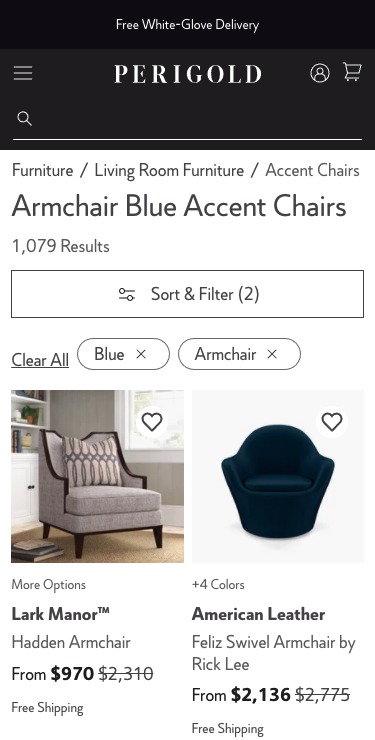 Free White-Glove Delivery
PERIGOLD
Furniture / Living Room Furniture / Accent Chairs
Armchair Blue Accent Chairs
1,079 Results
Sort & Filter (2)
Clear All
Blue
Armchair
More Options
Lark Manor™
Hadden Armchair
From $970 $2,310
Free Shipping
+4 Colors
American Leather
Feliz Swivel Armchair by
Rick Lee
From $2,136 $2,775
Free Shipping